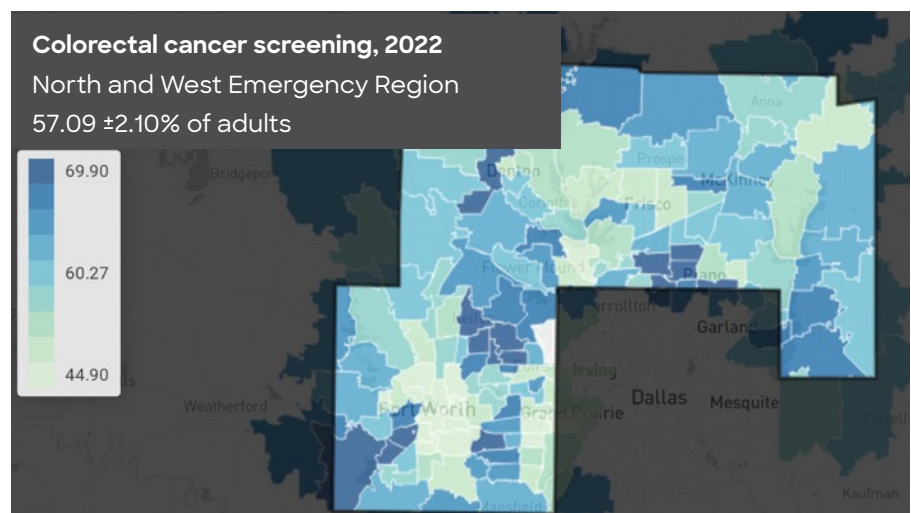 Colorectal cancer screening, 2022
North and West Emergency Region
57.09 ±2.10% of adults
69.90
60.27
44.90
Anna
Prosper
Bridgeport
Denton
McKinney
Corinth
Frisco
Flower Mound
Plano
Carrollton
Keller
Garland
Irving
Weatherford
Fort Worth
Grand Prairie
Dallas
Mesquite
Kaufman
Mansfield